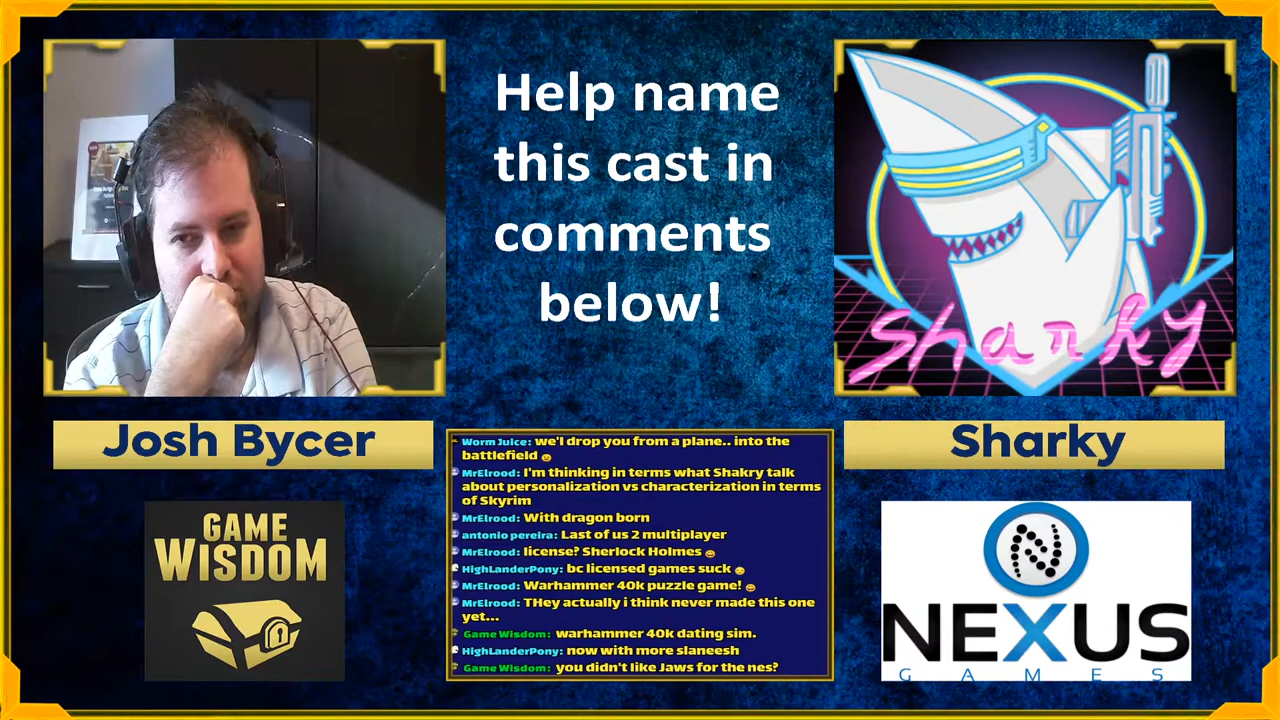 Help name
this cast in
comments
below!
Sharky
Josh Bycer
Sharky
GAME
WISDOM
Worm Juice: we'l drop you from a plane.. into the
battlefield
MrElrood: I'm thinking in terms what Shakry talk
about personalization vs characterization in terms
of Skyrim
MrElrood: With dragon born
antonio pereira: Last of us 2 multiplayer
MrElrood: license? Sherlock Holmes
HighLanderPony: bc licensed games suck
MrElrood: Warhammer 40k puzzle game!
MrElrood: THey actually i think never made this one
yet...
Game Wisdom: warhammer 40k dating sim.
HighLanderPony: now with more slaneesh
Game Wisdom: you didn't like Jaws for the nes?
N
NEXUS
GAMES